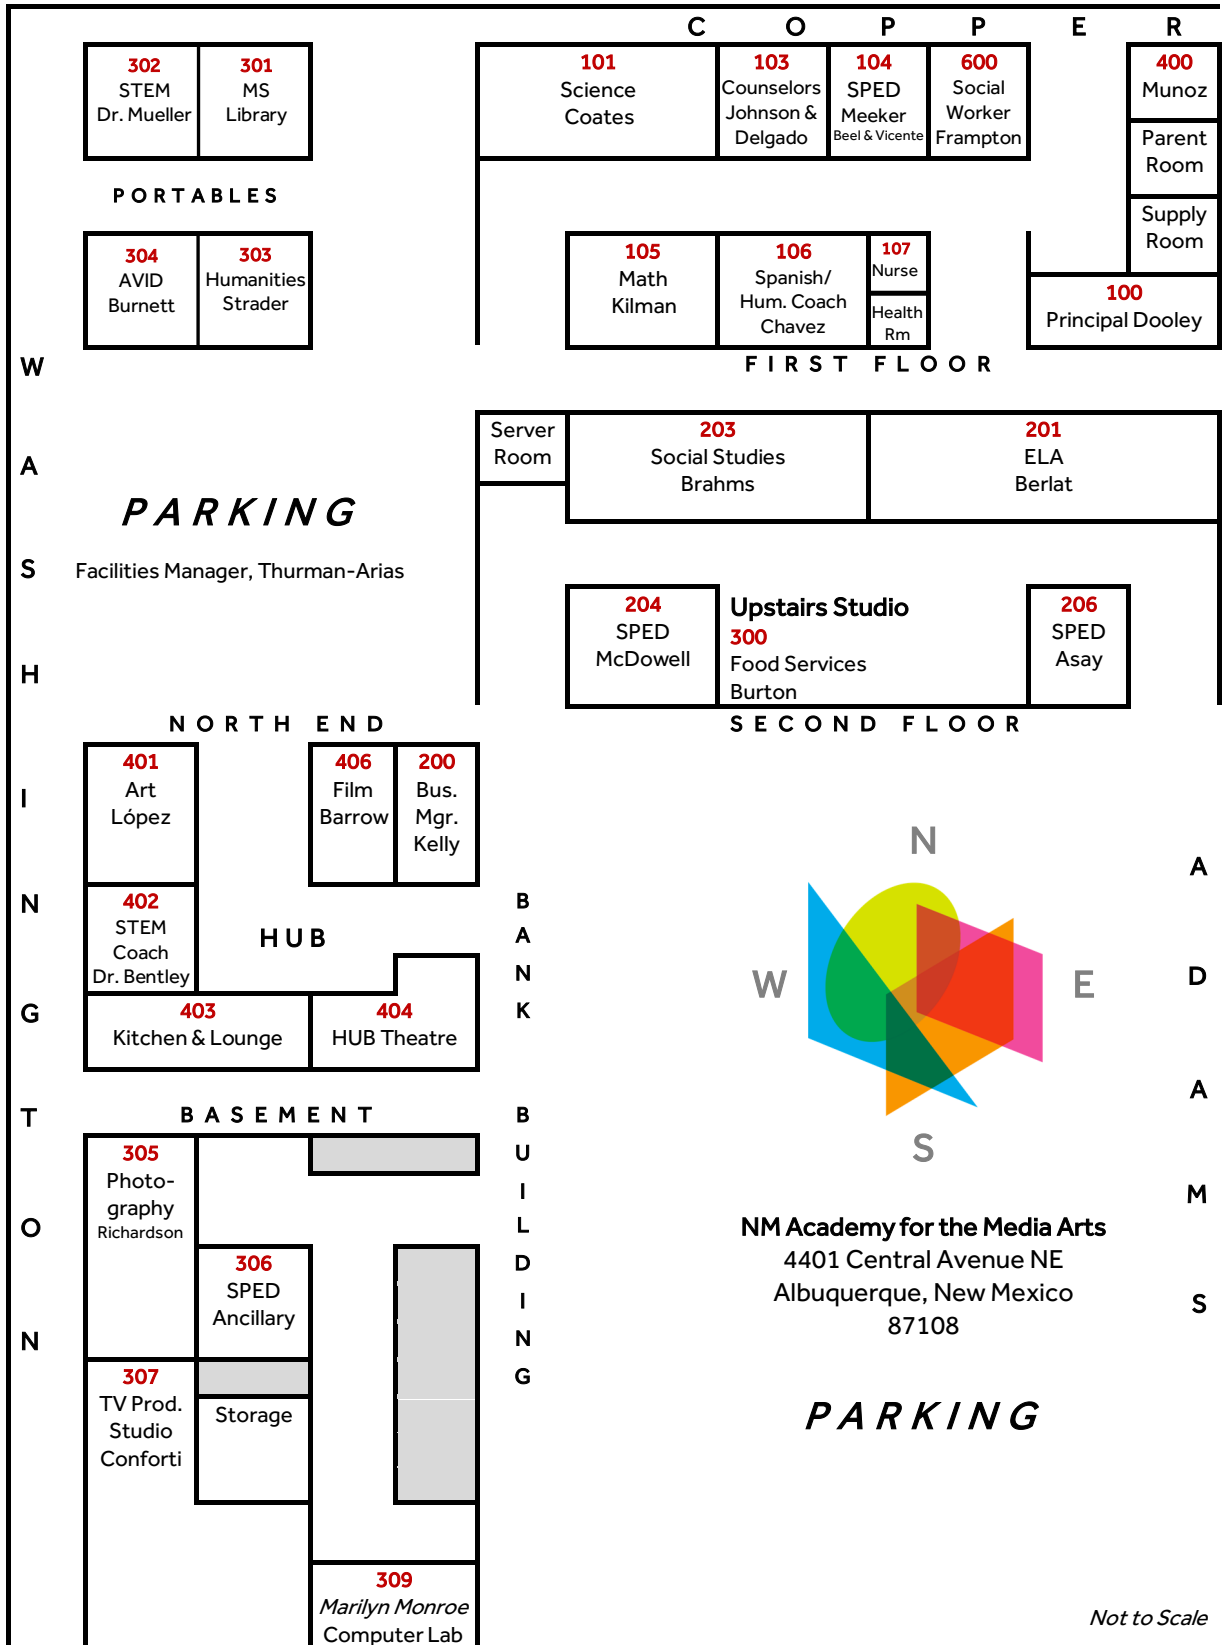 C O P P E R
302
STEM
Dr. Mueller
301
MS
Library
PORTABLES
304
AVID
Burnett
303
Humanities
Strader
101
Science
Coates
103
Counselors
Johnson &
Delgado
104
SPED
Meeker
Beel & Vicente
600
Social
Worker
Frampton
400
Munoz
Parent
Room
Supply
Room
105
Math
Kilman
106
Spanish/
Hum. Coach
Chavez
107
Nurse
Health
Rm
100
Principal Dooley
FIRST FLOOR
WASHINGTON
PARKING
Facilities Manager, Thurman-Arias
Server
Room
203
Social Studies
Brahms
201
ELA
Berlat
204
SPED
McDowell
Upstairs Studio
300
Food Services
Burton
206
SPED
Asay
SECOND FLOOR
NORTH END
401
Art
López
406
Film
Barrow
200
Bus.
Mgr.
Kelly
402
STEM
Coach
Dr. Bentley
HUB
403
Kitchen & Lounge
404
HUB Theatre
BANK BUILDING
BASEMENT
305
Photo-
graphy
Richardson
306
SPED
Ancillary
307
TV Prod.
Studio
Conforti
Storage
309
Marilyn Monroe
Computer Lab
N
W
E
S
ADAMS
NM Academy for the Media Arts
4401 Central Avenue NE
Albuquerque, New Mexico
87108
PARKING
Not to Scale